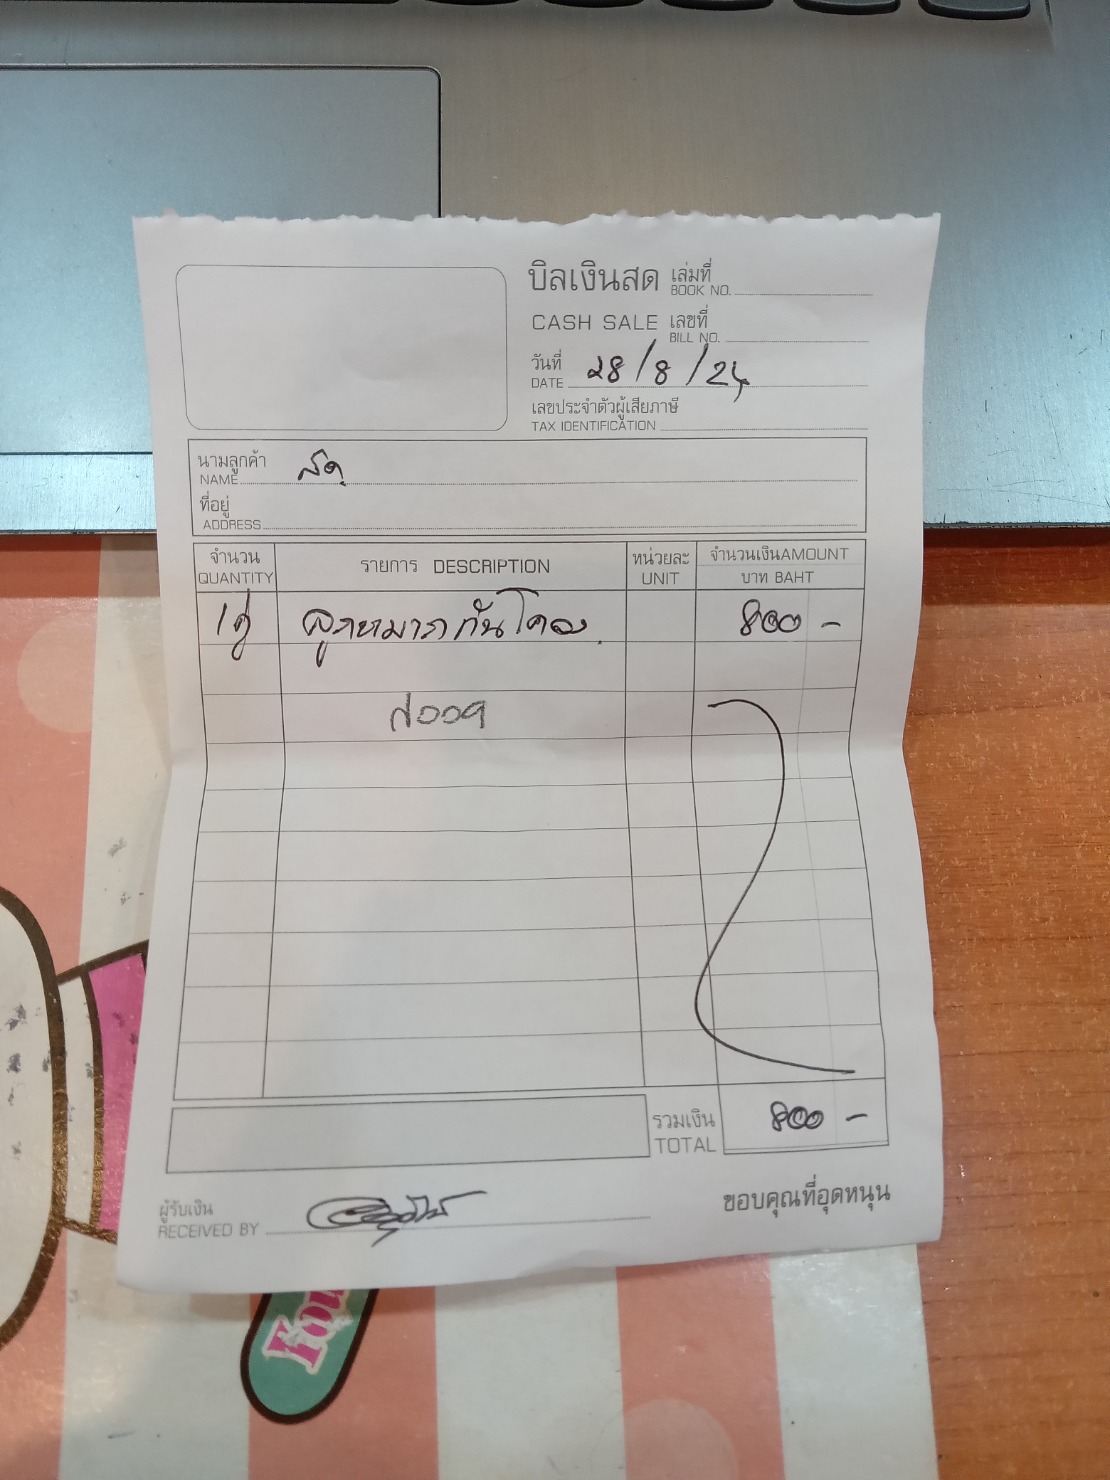 บิลเงินสด เล่มที่
BOOK NO.
CASH SALE เลขที่
BILL NO.
วันที่
DATE 28/8/24
เลขประจำตัวผู้เสียภาษี
TAX IDENTIFICATION
นามลูกค้า
NAME สด
ที่อยู่
ADDRESS
จำนวน รายการ DESCRIPTION หน่วยละ จำนวนเงินAMOUNT
QUANTITY UNIT บาท BAHT
1คู่ ลูกหมากกันโคลง 800 -
รวมเงิน 800 -
TOTAL
ผู้รับเงิน
RECEIVED BY
ขอบคุณที่อุดหนุน
You